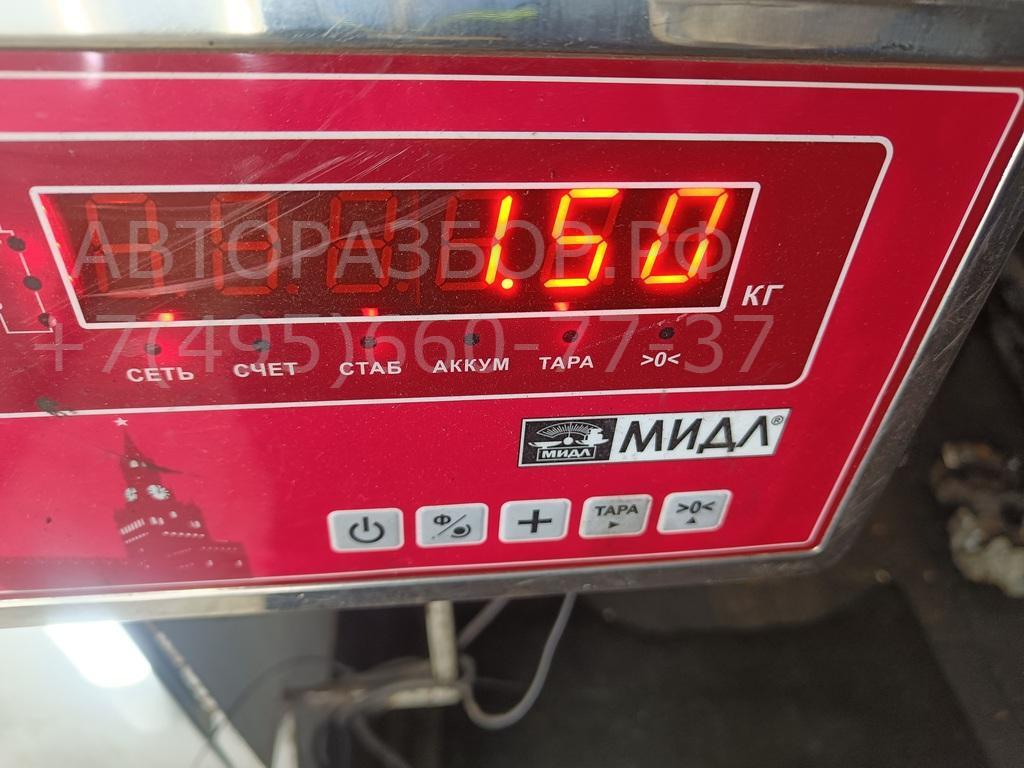 1.50
КГ
АВТОРАЗБОР.РФ
+7(495)660-77-37
СЕТЬ СЧЕТ СТАБ АККУМ ТАРА >0<
МИДЛ МИДЛ®
Ф + ТАРА >0<